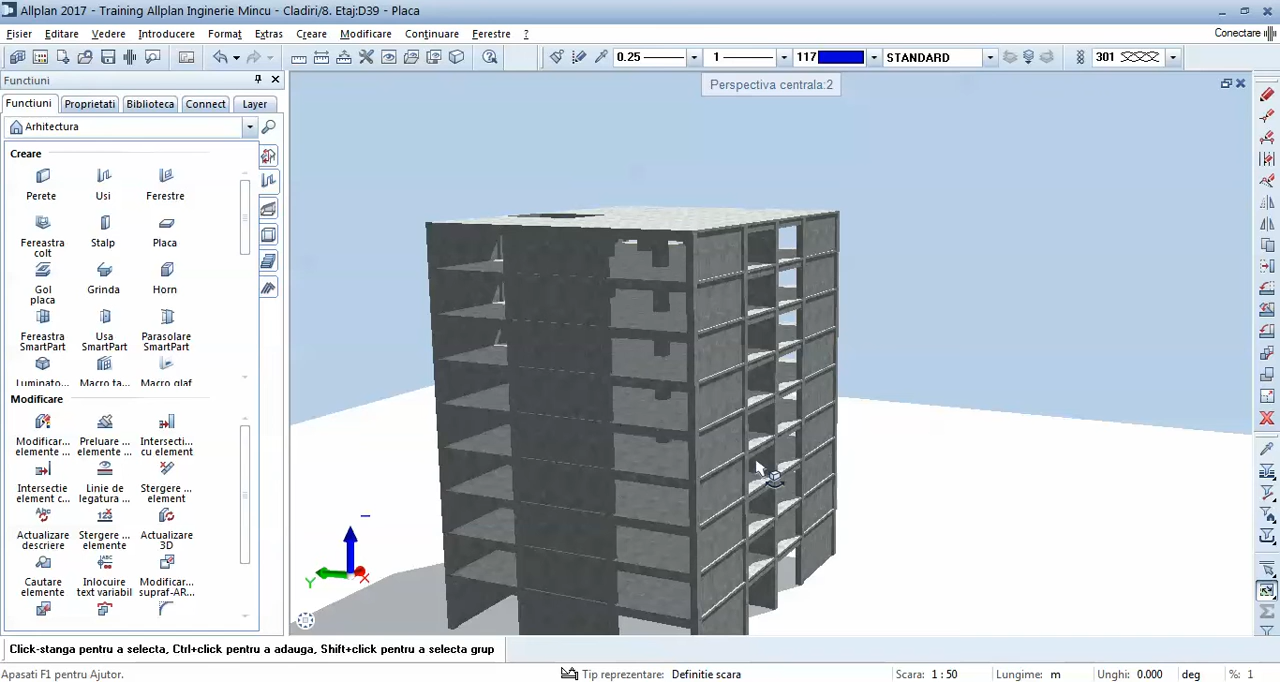 Allplan 2017 - Training Allplan Inginerie Mincu - Cladiri/8. Etaj:D39 - Placa
Fisier Editare Vedere Introducere Format Extras Creare Modificare Continuare Fereastre ?
Conectare
0.25 1 117 STANDARD 301
Functiuni
Perspectiva centrala:2
Functiuni Proprietati Biblioteca Connect Layer
Arhitectura
Creare
Perete Usi Ferestre
Fereastra colt Stalp Placa
Gol placa Grinda Horn
Fereastra SmartPart Usa SmartPart Parasolare SmartPart
Luminato... Macro ta... Macro glaf
Modificare
Modificar... elemente ... Preluare ... elemente ... Intersecti... cu element
Intersectie element c... Linie de legatura ... Stergere ... element
Actualizare descriere Stergere ... elemente Actualizare 3D
Cautare elemente Inlocuire text variabil Modificar... supraf-AR...
Y X
Click-stanga pentru a selecta, Ctrl+click pentru a adauga, Shift+click pentru a selecta grup
Apasati F1 pentru Ajutor. Tip reprezentare: Definitie scara Scara: 1 : 50 Lungime: m Unghi: 0.000 deg %: 1